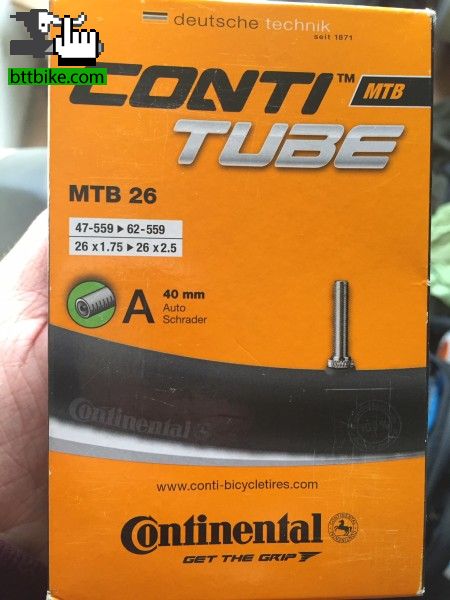 deutsche technik
seit 1871
bttbike.com
CONTI™ MTB
TUBE
MTB 26
47-559 ▸ 62-559
26 x 1.75 ▸ 26 x 2.5
A
40 mm
Auto
Schrader
Continental
www.conti-bicycletires.com
Continental
GET THE GRIP